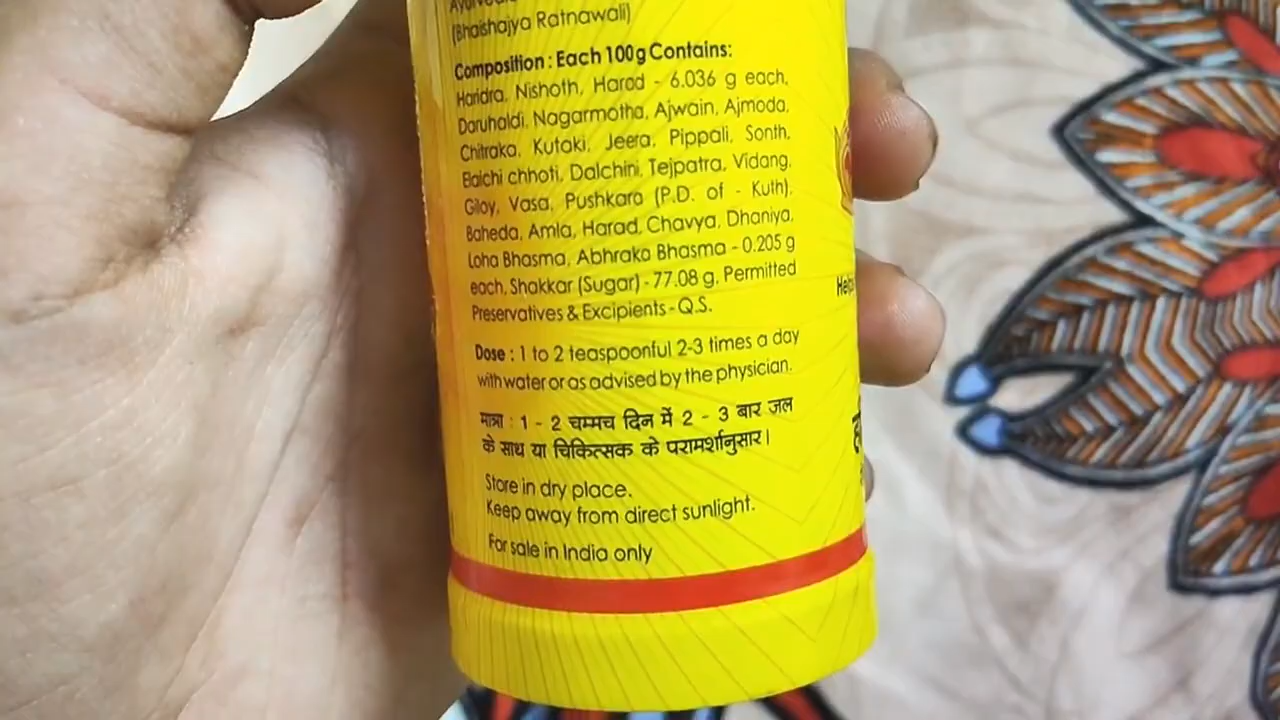 (Bhaishajya Ratnawali)
Composition : Each 100g Contains:
Haridra, Nishoth, Harad - 6.036 g each,
Daruhaldi, Nagarmotha, Ajwain, Ajmoda,
Chitraka, Kutaki, Jeera, Pippali, Sonth,
Elaichi chhoti, Dalchini, Tejpatra, Vidang,
Giloy, Vasa, Pushkara (P.D. of - Kuth),
Baheda, Amla, Harad, Chavya, Dhaniya,
Loha Bhasma, Abhraka Bhasma - 0.205 g
each, Shakkar (Sugar) - 77.08 g, Permitted
Preservatives & Excipients - Q.S.
Dose : 1 to 2 teaspoonful 2-3 times a day
with water or as advised by the physician.
मात्रा : 1 - 2 चम्मच दिन में 2 - 3 बार जल
के साथ या चिकित्सक के परामर्शानुसार।
Store in dry place.
Keep away from direct sunlight.
For sale in India only